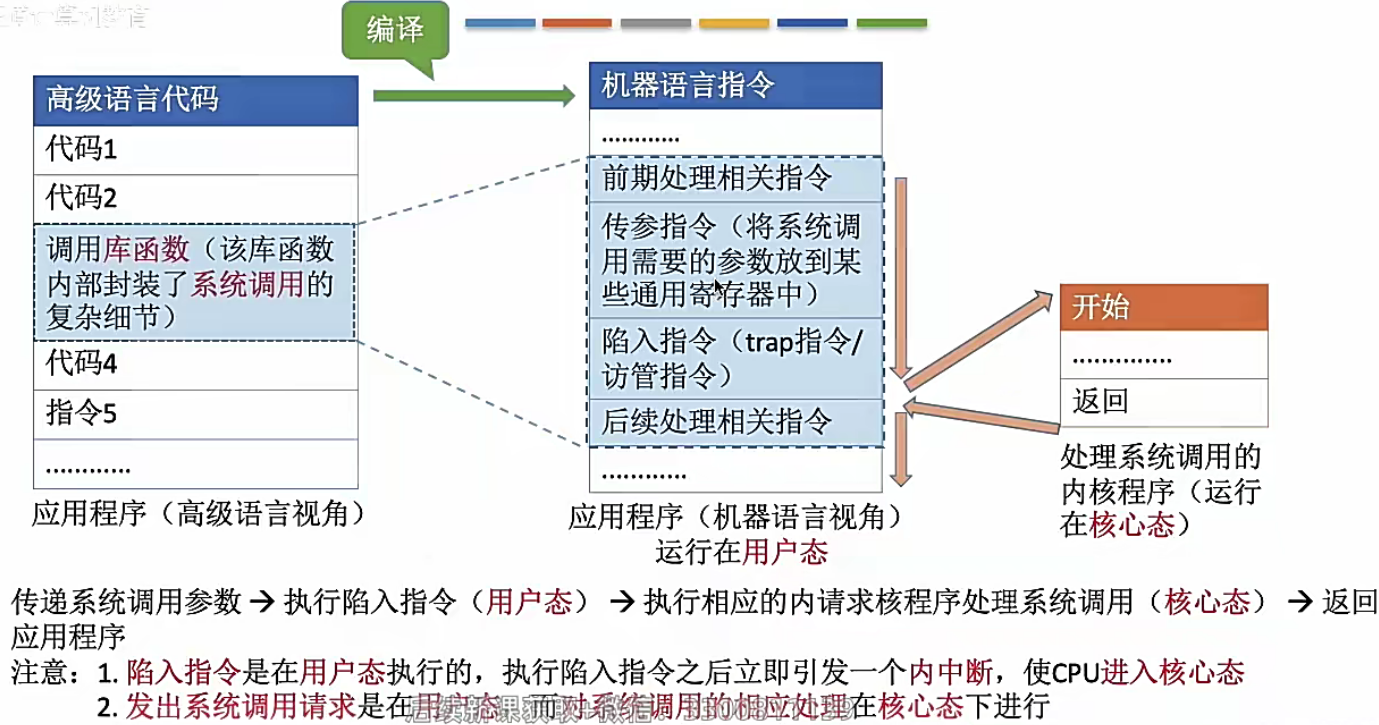 编译
高级语言代码
代码1
代码2
调用库函数（该库函数
内部封装了系统调用的
复杂细节）
代码4
指令5
…………
应用程序（高级语言视角）
机器语言指令
…………
前期处理相关指令
传参指令（将系统调
用需要的参数放到某
些通用寄存器中）
陷入指令（trap指令/
访管指令）
后续处理相关指令
…………
应用程序（机器语言视角）
运行在用户态
开始
…………..
返回
处理系统调用的
内核程序（运行
在核心态）
传递系统调用参数 → 执行陷入指令（用户态） → 执行相应的内请求核程序处理系统调用（核心态） → 返回
应用程序
注意：1. 陷入指令是在用户态执行的，执行陷入指令之后立即引发一个内中断，使CPU进入核心态
2. 发出系统调用请求是在用户态，而对系统调用的相应处理在核心态下进行